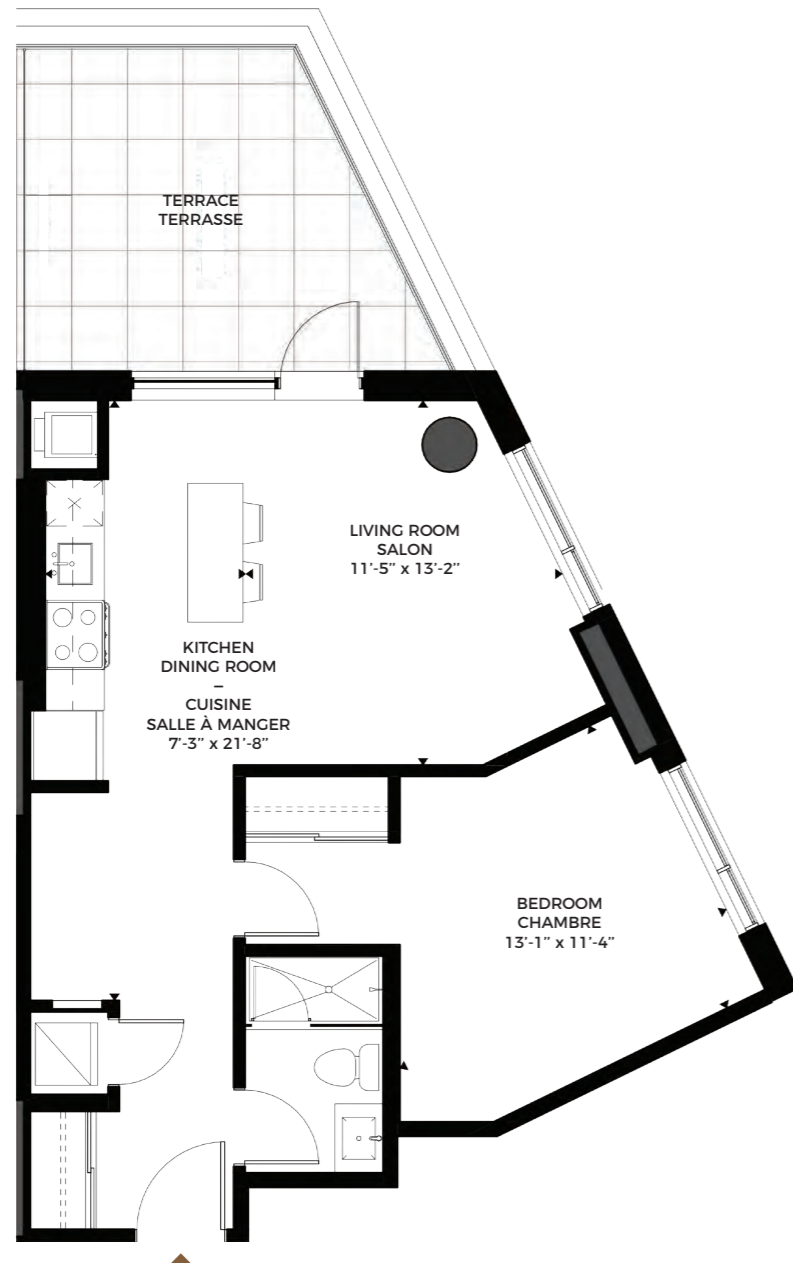 TERRACE
TERRASSE
LIVING ROOM
SALON
11'-5" x 13'-2"
KITCHEN
DINING ROOM
–
CUISINE
SALLE À MANGER
7'-3" x 21'-8"
BEDROOM
CHAMBRE
13'-1" x 11'-4"